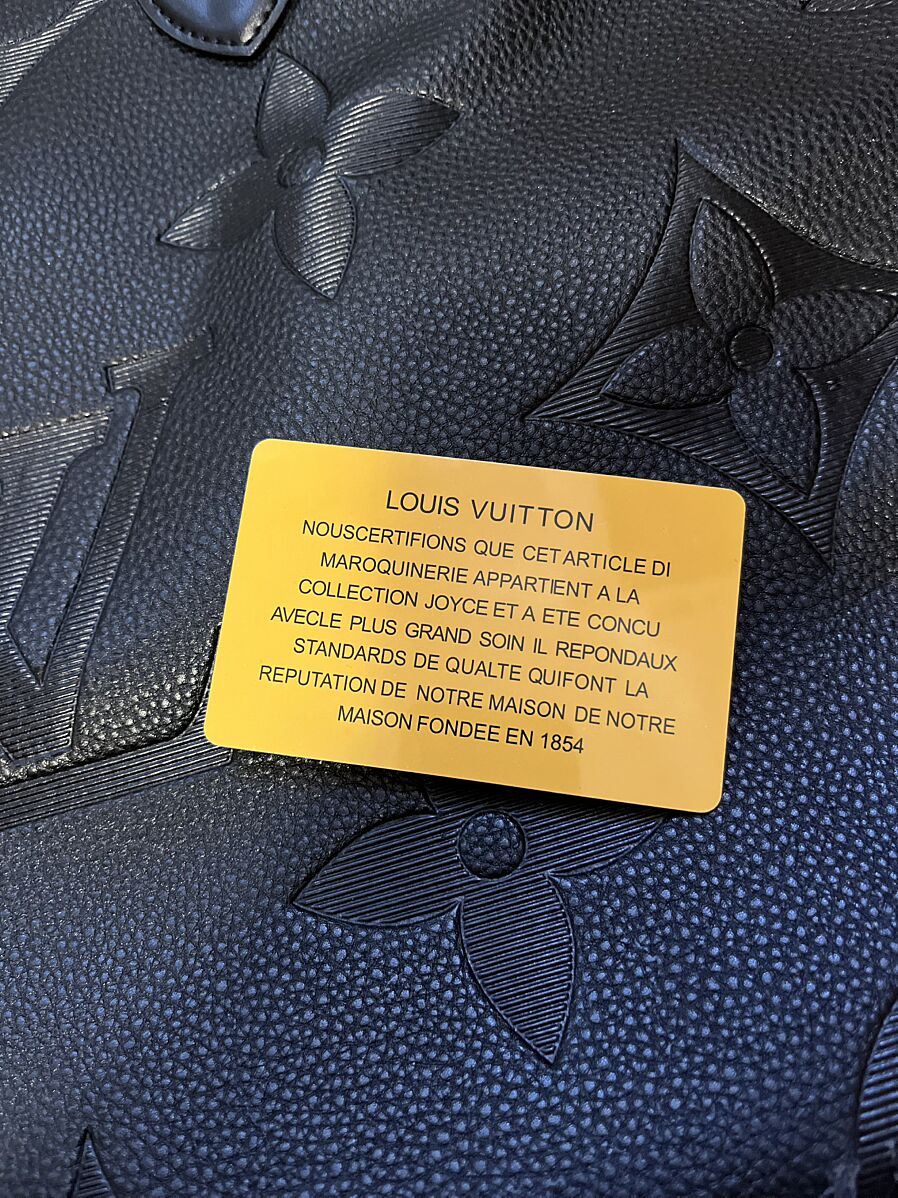 LOUIS VUITTON
NOUSCERTIFIONS QUE CETARTICLE DI
MAROQUINERIE APPARTIENT A LA
COLLECTION JOYCE ET A ETE CONCU
AVECLE PLUS GRAND SOIN IL REPONDAUX
STANDARDS DE QUALTE QUIFONT LA
REPUTATION DE NOTRE MAISON DE NOTRE
MAISON FONDEE EN 1854